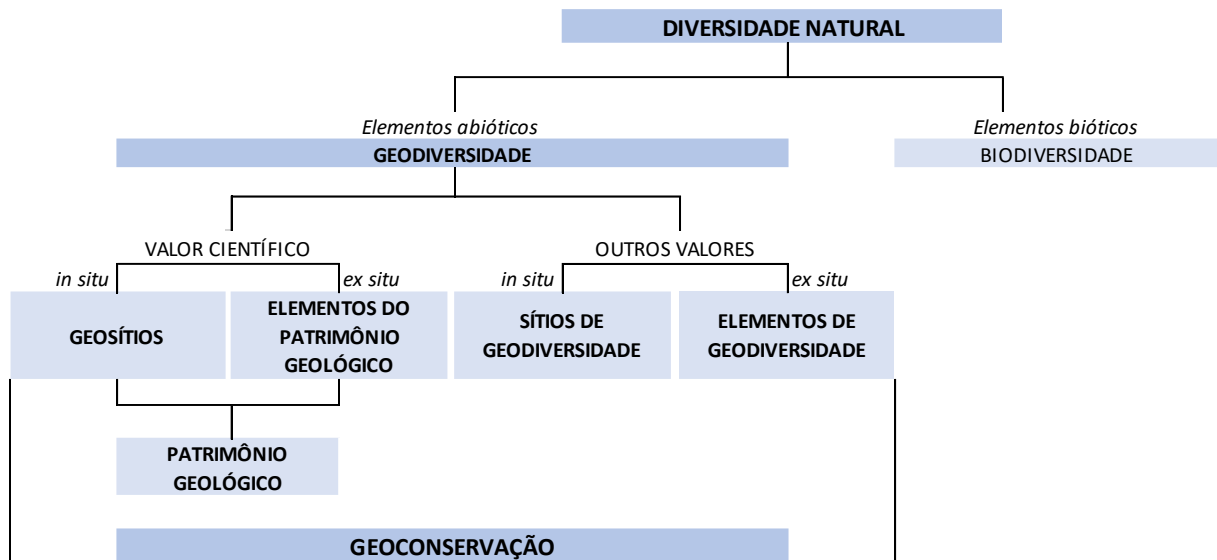 DIVERSIDADE NATURAL
Elementos abióticos
Elementos bióticos
GEODIVERSIDADE
BIODIVERSIDADE
VALOR CIENTÍFICO
OUTROS VALORES
in situ
ex situ
in situ
ex situ
GEOSÍTIOS
ELEMENTOS DO
PATRIMÔNIO
GEOLÓGICO
SÍTIOS DE
GEODIVERSIDADE
ELEMENTOS DE
GEODIVERSIDADE
PATRIMÔNIO
GEOLÓGICO
GEOCONSERVAÇÃO